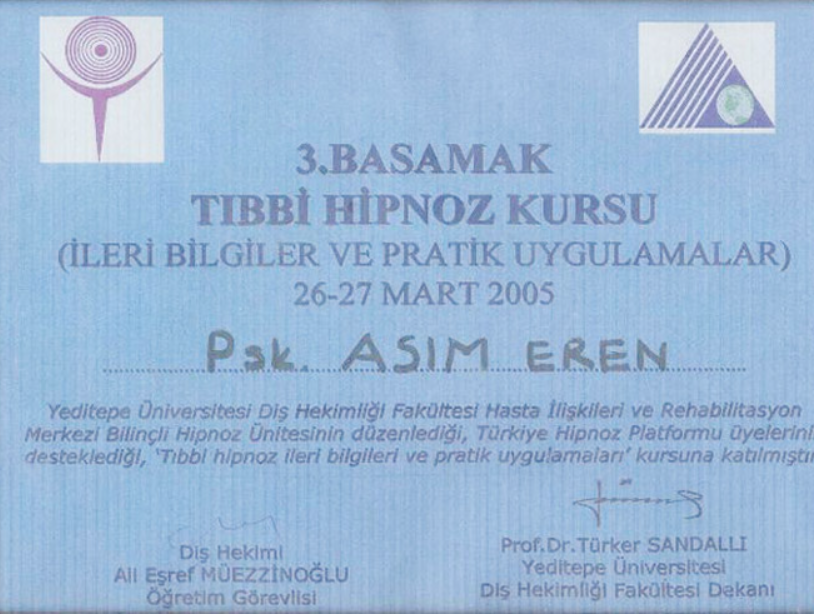 3.BASAMAK
TIBBİ HİPNOZ KURSU
(İLERİ BİLGİLER VE PRATİK UYGULAMALAR)
26-27 MART 2005
Psk. ASIM EREN
Yeditepe Üniversitesi Diş Hekimliği Fakültesi Hasta İlişkileri ve Rehabilitasyon
Merkezi Bilinçli Hipnoz Ünitesinin düzenlediği, Türkiye Hipnoz Platformu üyelerini
desteklediği, 'Tıbbi hipnoz ileri bilgileri ve pratik uygulamaları' kursuna katılmıştır
Diş Hekimi
Ali Eşref MÜEZZİNOĞLU
Öğretim Görevlisi
Prof.Dr.Türker SANDALLI
Yeditepe Üniversitesi
Diş Hekimliği Fakültesi Dekanı